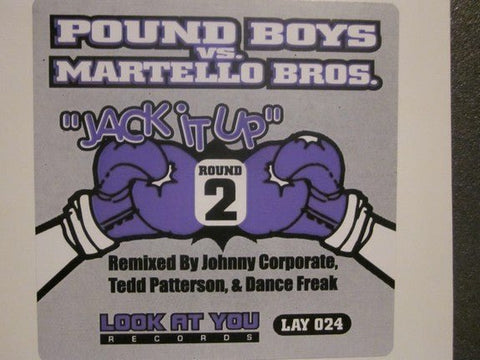 POUND BOYS
VS.
MARTELLO BROS.
"JACK iT UP"
ROUND
2
Remixed By Johnny Corporate,
Tedd Patterson, & Dance Freak
LOOK AT YOU
RECORDS
LAY 024